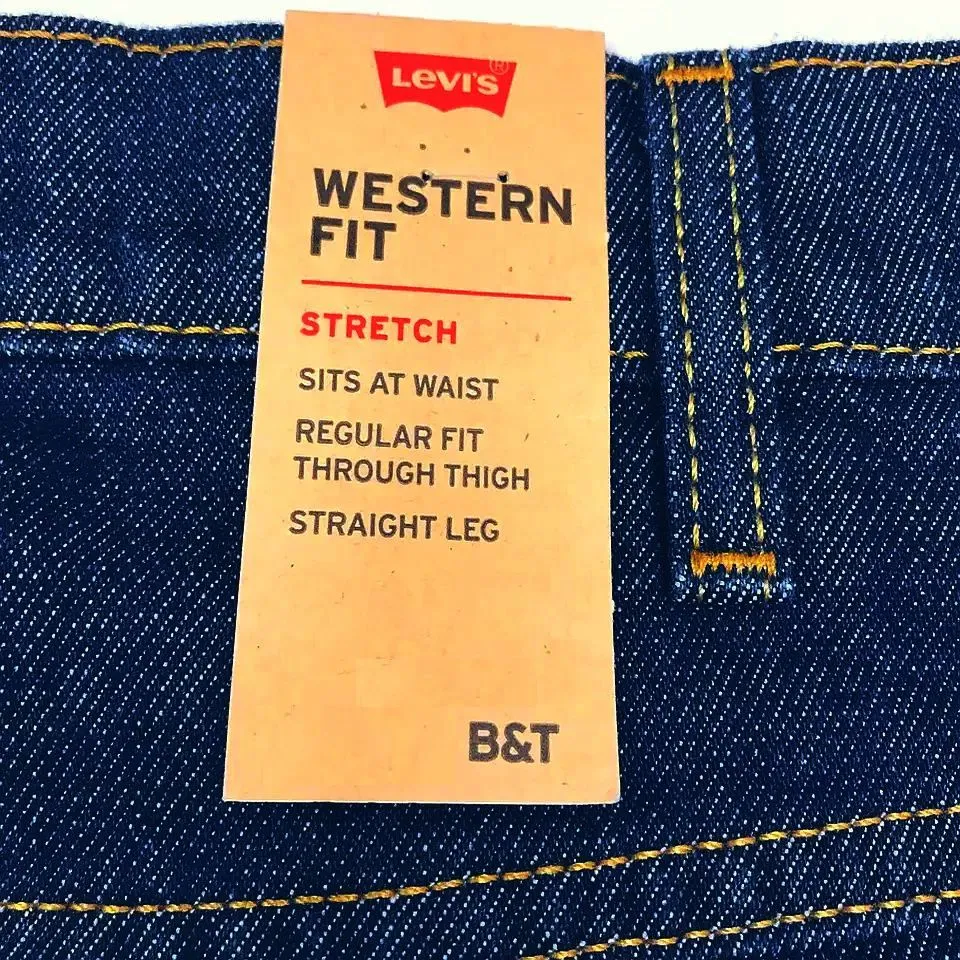 Levi's ®
WESTERN
FIT
STRETCH
SITS AT WAIST
REGULAR FIT
THROUGH THIGH
STRAIGHT LEG
B&T